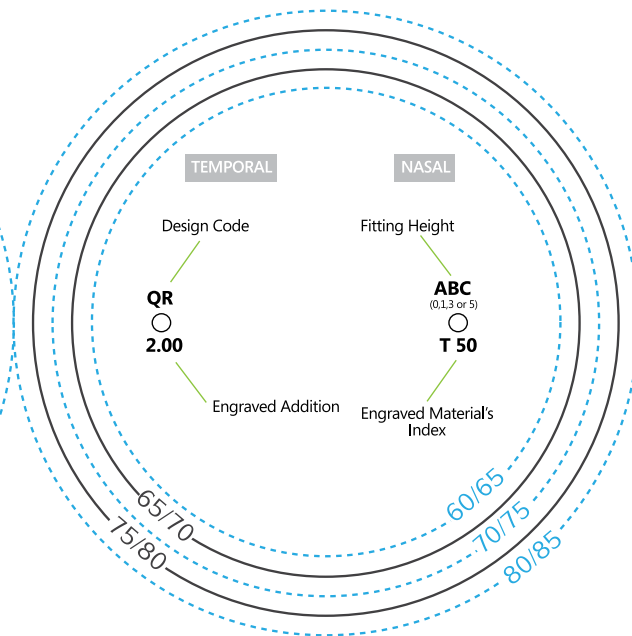 TEMPORAL
NASAL
Design Code
Fitting Height
QR
ABC
(0,1,3 or 5)
2.00
T 50
Engraved Addition
Engraved Material's
Index
65/70
60/65
75/80
70/75
80/85